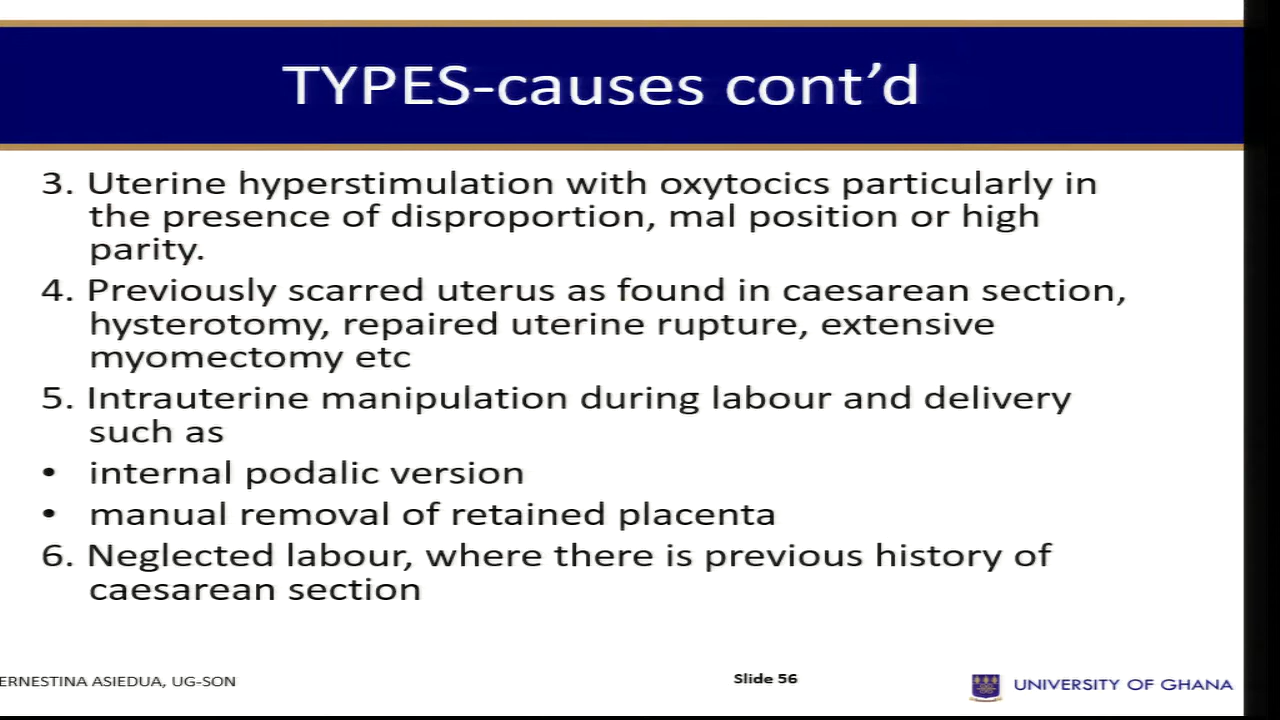 TYPES-causes cont’d
3. Uterine hyperstimulation with oxytocics particularly in
the presence of disproportion, mal position or high
parity.
4. Previously scarred uterus as found in caesarean section,
hysterotomy, repaired uterine rupture, extensive
myomectomy etc
5. Intrauterine manipulation during labour and delivery
such as
• internal podalic version
• manual removal of retained placenta
6. Neglected labour, where there is previous history of
caesarean section
ERNESTINA ASIEDUA, UG-SON
Slide 56
UNIVERSITY OF GHANA